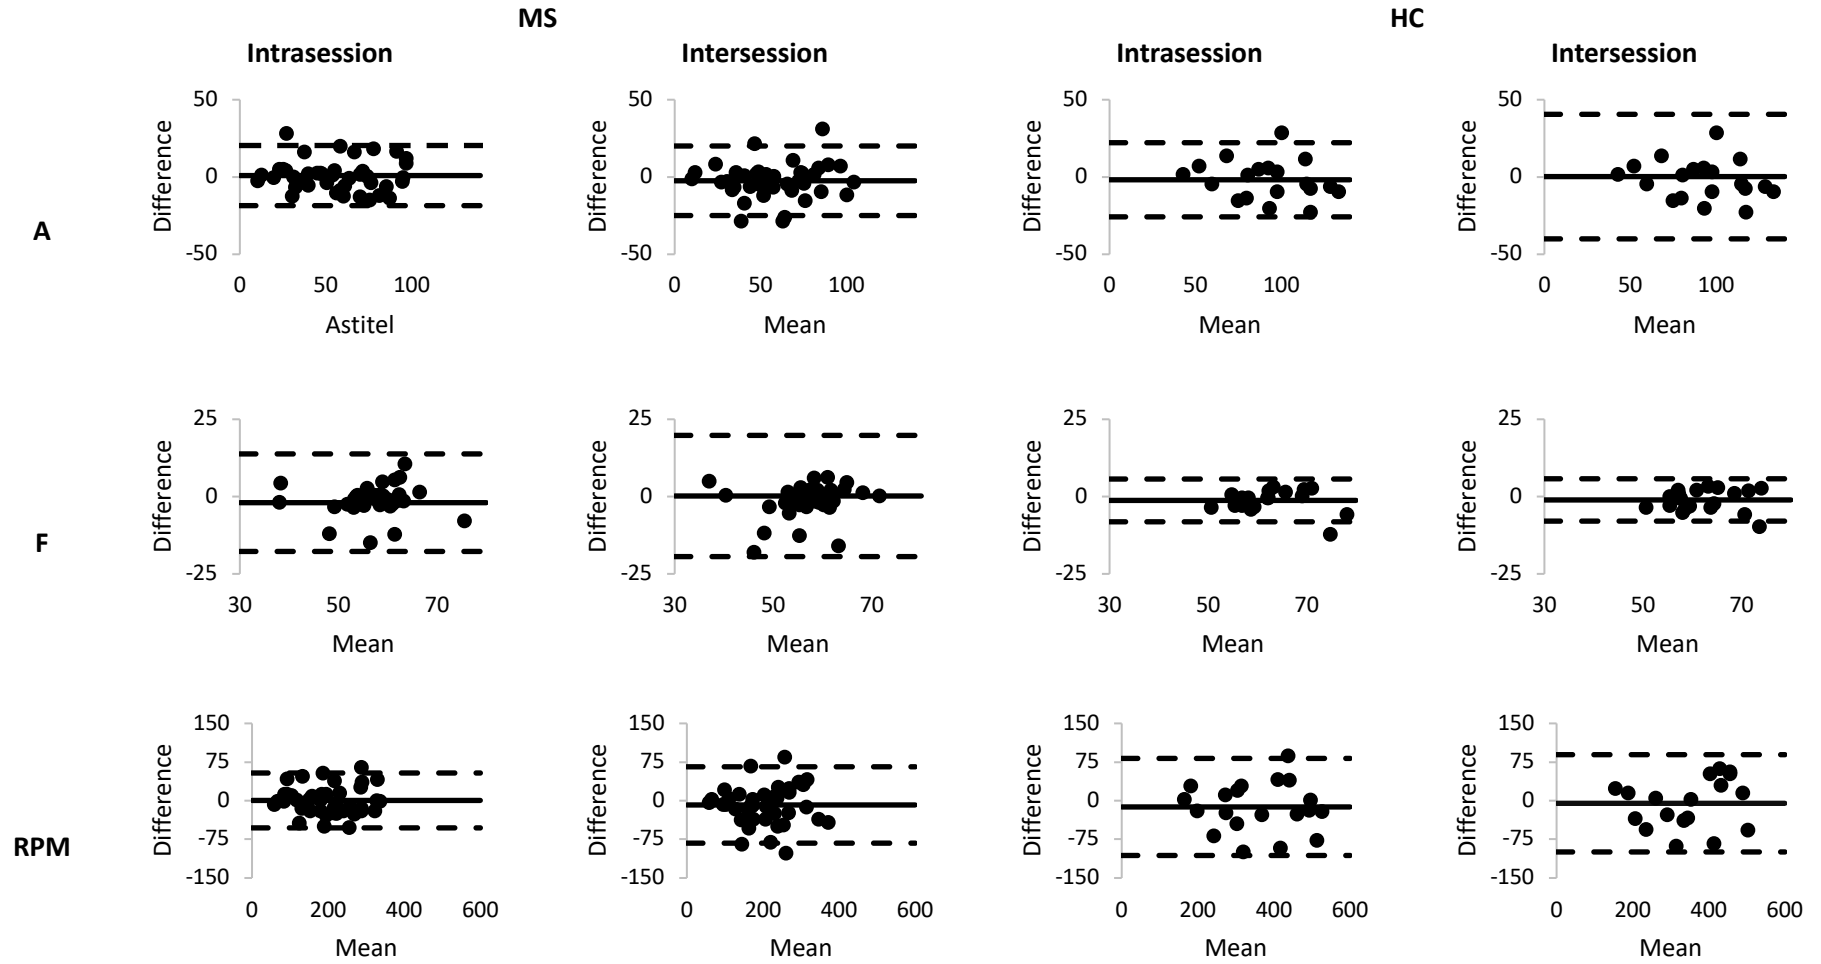 MS HC
Intrasession Intersession Intrasession Intersession
A
50 0 -50 Difference 0 50 100 Astitel
50 0 -50 Difference 0 50 100 Mean
50 0 -50 Difference 0 50 100 Mean
50 0 -50 Difference 0 50 100 Mean
F
25 0 -25 Difference 30 50 70 Mean
25 0 -25 Difference 30 50 70 Mean
25 0 -25 Difference 30 50 70 Mean
25 0 -25 Difference 30 50 70 Mean
RPM
150 75 0 -75 -150 Difference 0 200 400 600 Mean
150 75 0 -75 -150 Difference 0 200 400 600 Mean
150 75 0 -75 -150 Difference 0 200 400 600 Mean
150 75 0 -75 -150 Difference 0 200 400 600 Mean